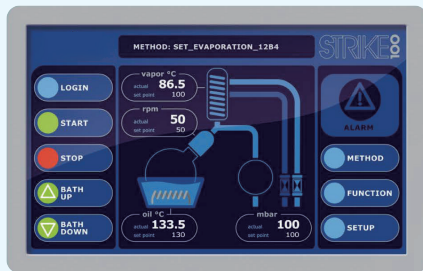 METHOD: SET_EVAPORATION_12B4
STRIKE 100
LOGIN
START
STOP
BATH UP
BATH DOWN
vapor °C
actual 86.5
set point 100
rpm
actual 50
set point 50
oil °C
actual 133.5
set point 130
mbar
actual 100
set point 100
ALARM
METHOD
FUNCTION
SETUP